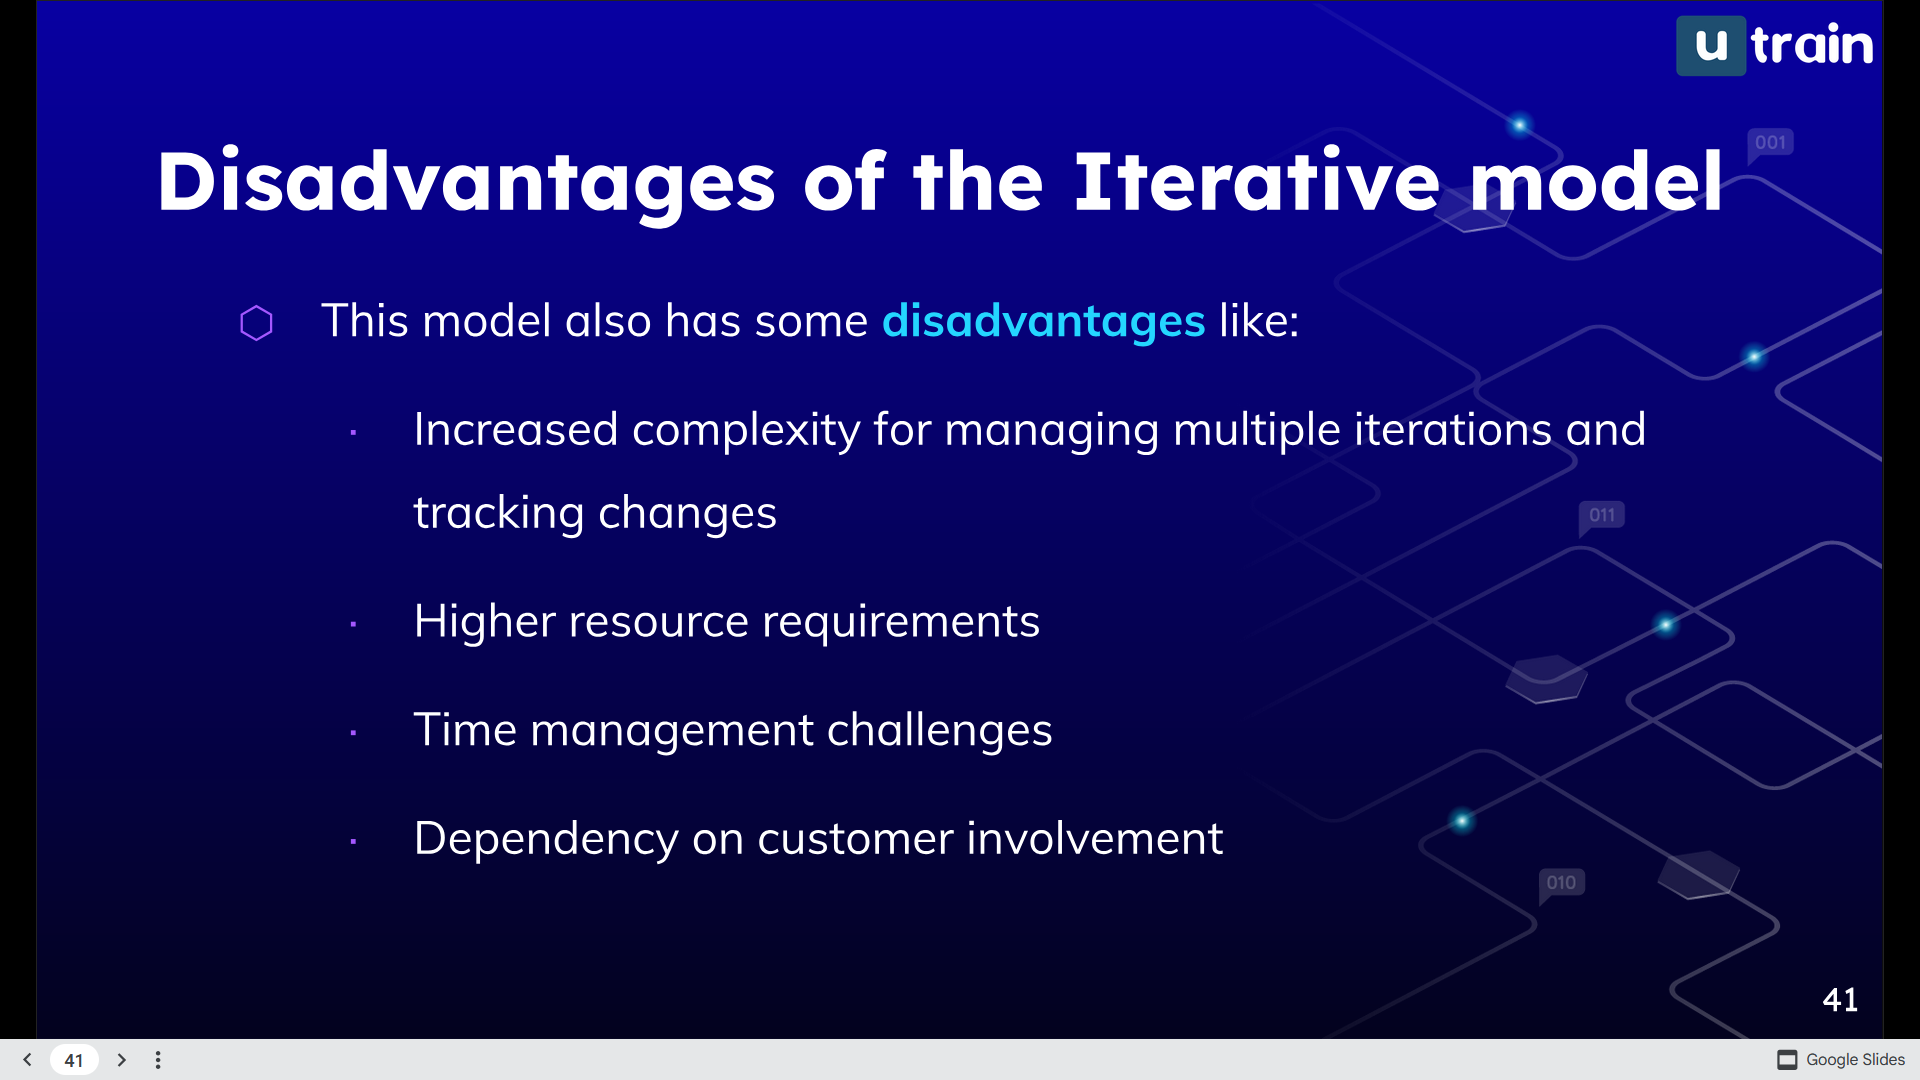 u train
001
Disadvantages of the Iterative model
This model also has some disadvantages like:
· Increased complexity for managing multiple iterations and
tracking changes
011
· Higher resource requirements
· Time management challenges
· Dependency on customer involvement
010
41
41
Google Slides